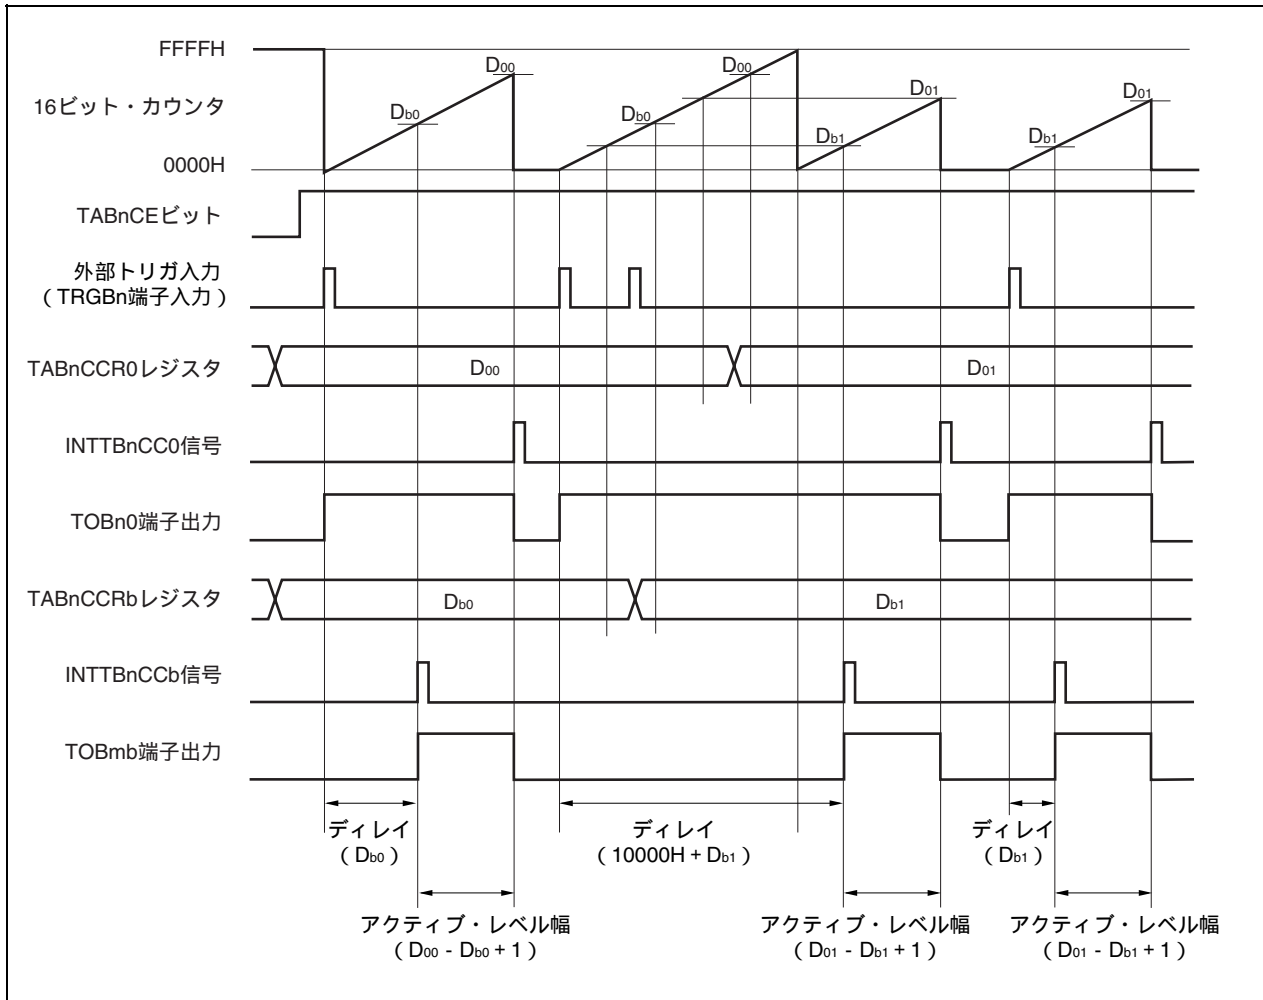 FFFFH
D00
D00
16ビット・カウンタ
D01
D01
Db0
Db0
Db1
Db1
0000H
TABnCEビット
外部トリガ入力
（TRGBn端子入力）
TABnCCR0レジスタ
D00
D01
INTTBnCC0信号
TOBn0端子出力
TABnCCRbレジスタ
Db0
Db1
INTTBnCCb信号
TOBmb端子出力
ディレイ
（Db0）
ディレイ
（10000H + Db1）
ディレイ
（Db1）
アクティブ・レベル幅
（D00 - Db0 + 1）
アクティブ・レベル幅
（D01 - Db1 + 1）
アクティブ・レベル幅
（D01 - Db1 + 1）